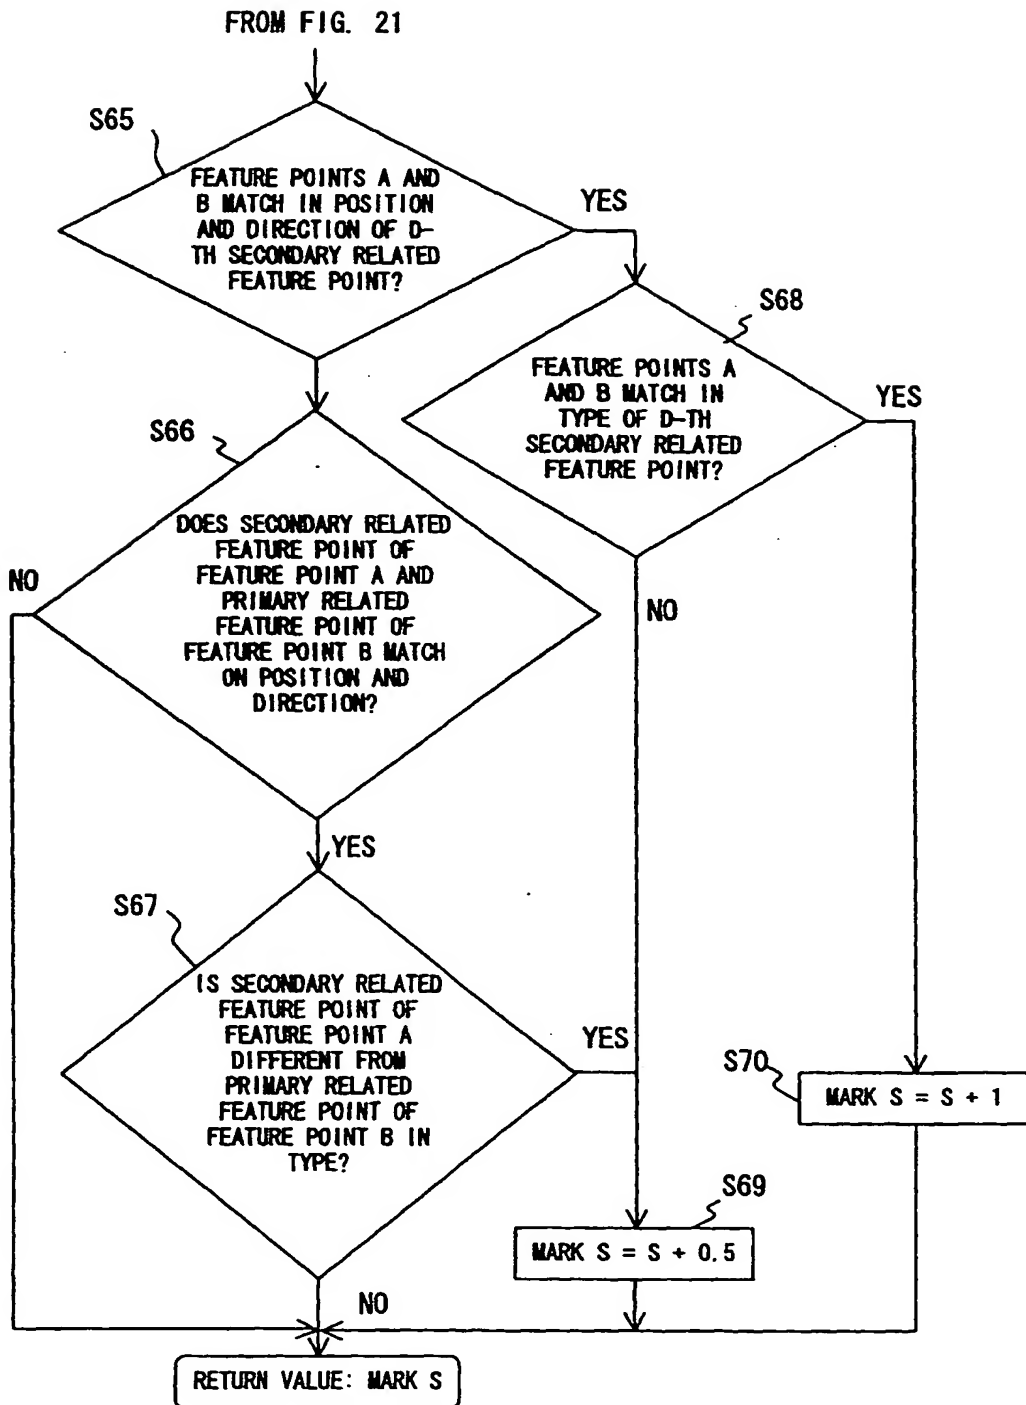 FROM FIG. 21
S65
FEATURE POINTS A AND
B MATCH IN POSITION
AND DIRECTION OF D-
TH SECONDARY RELATED
FEATURE POINT?
YES
S68
FEATURE POINTS A
AND B MATCH IN
TYPE OF D-TH
SECONDARY RELATED
FEATURE POINT?
YES
NO
S66
DOES SECONDARY RELATED
FEATURE POINT OF
FEATURE POINT A AND
PRIMARY RELATED
FEATURE POINT OF
FEATURE POINT B MATCH
ON POSITION AND
DIRECTION?
NO
YES
S67
IS SECONDARY RELATED
FEATURE POINT OF
FEATURE POINT A
DIFFERENT FROM
PRIMARY RELATED
FEATURE POINT OF
FEATURE POINT B IN
TYPE?
YES
NO
S70
MARK S = S + 1
S69
MARK S = S + 0.5
RETURN VALUE: MARK S